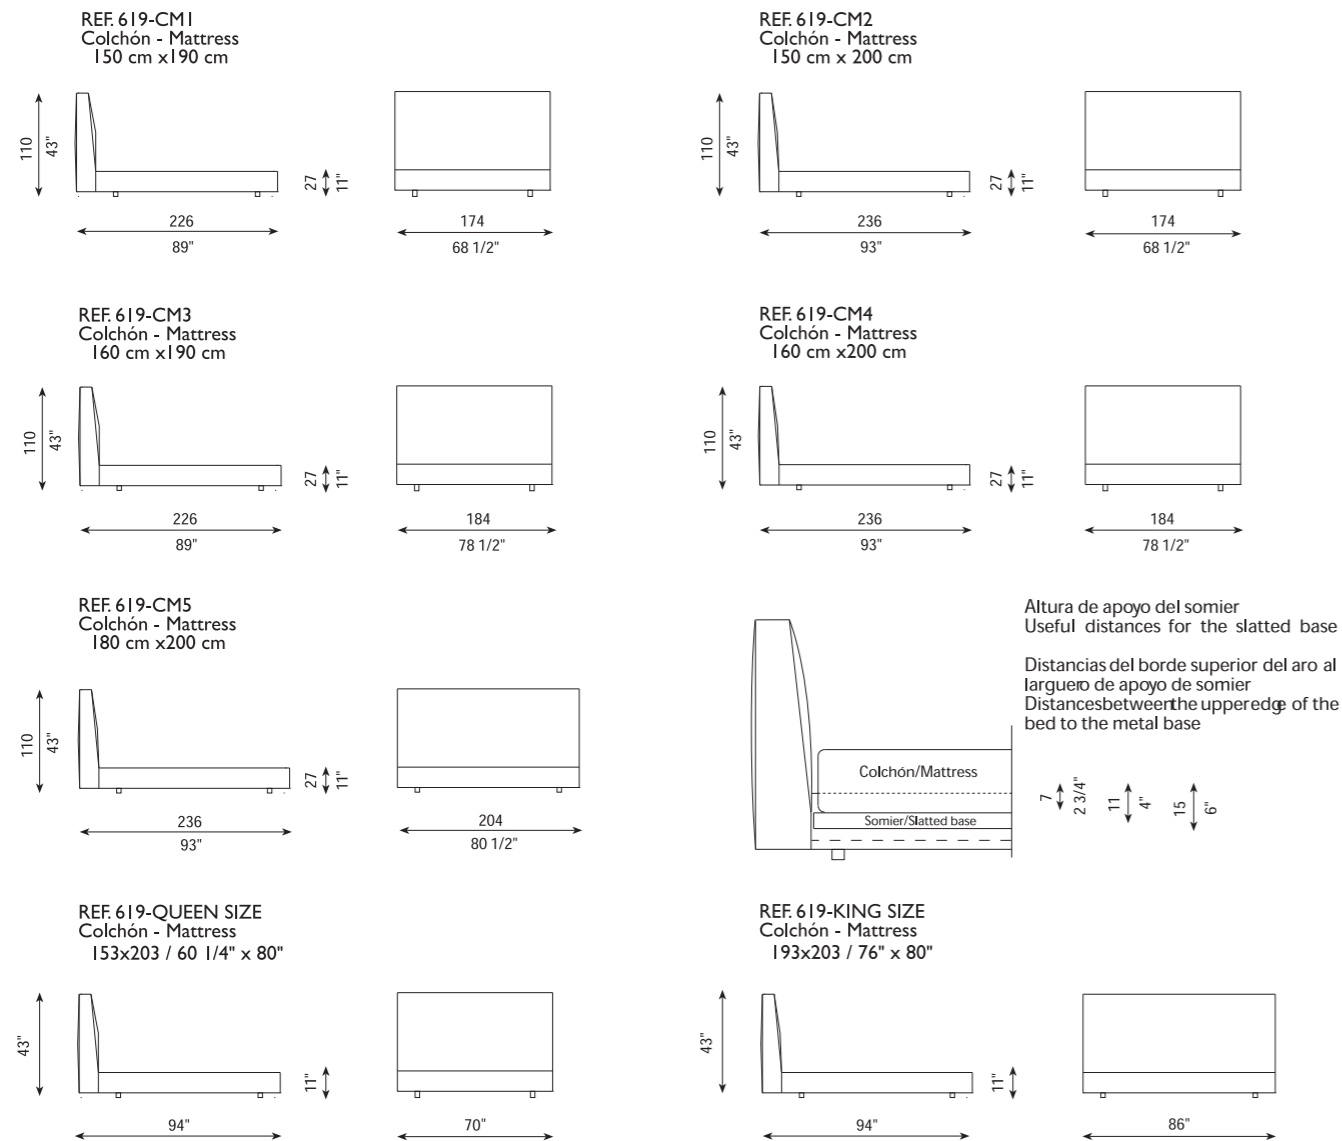 REF. 619-CM1
Colchón - Mattress
150 cm x190 cm
110
43"
27
11"
226
89"
174
68 1/2"
REF. 619-CM2
Colchón - Mattress
150 cm x 200 cm
110
43"
27
11"
236
93"
174
68 1/2"
REF. 619-CM3
Colchón - Mattress
160 cm x190 cm
110
43"
27
11"
226
89"
184
78 1/2"
REF. 619-CM4
Colchón - Mattress
160 cm x200 cm
110
43"
27
11"
236
93"
184
78 1/2"
REF. 619-CM5
Colchón - Mattress
180 cm x200 cm
110
43"
27
11"
236
93"
204
80 1/2"
Altura de apoyo del somier
Useful distances for the slatted base
Distancias del borde superior del aro al
larguero de apoyo de somier
Distancesbetweenthe upperedge of the
bed to the metal base
Colchón/Mattress
Somier/Slatted base
7
2 3/4"
11
4"
15
6"
REF. 619-QUEEN SIZE
Colchón - Mattress
153x203 / 60 1/4" x 80"
43"
11"
94"
70"
REF. 619-KING SIZE
Colchón - Mattress
193x203 / 76" x 80"
43"
11"
94"
86"